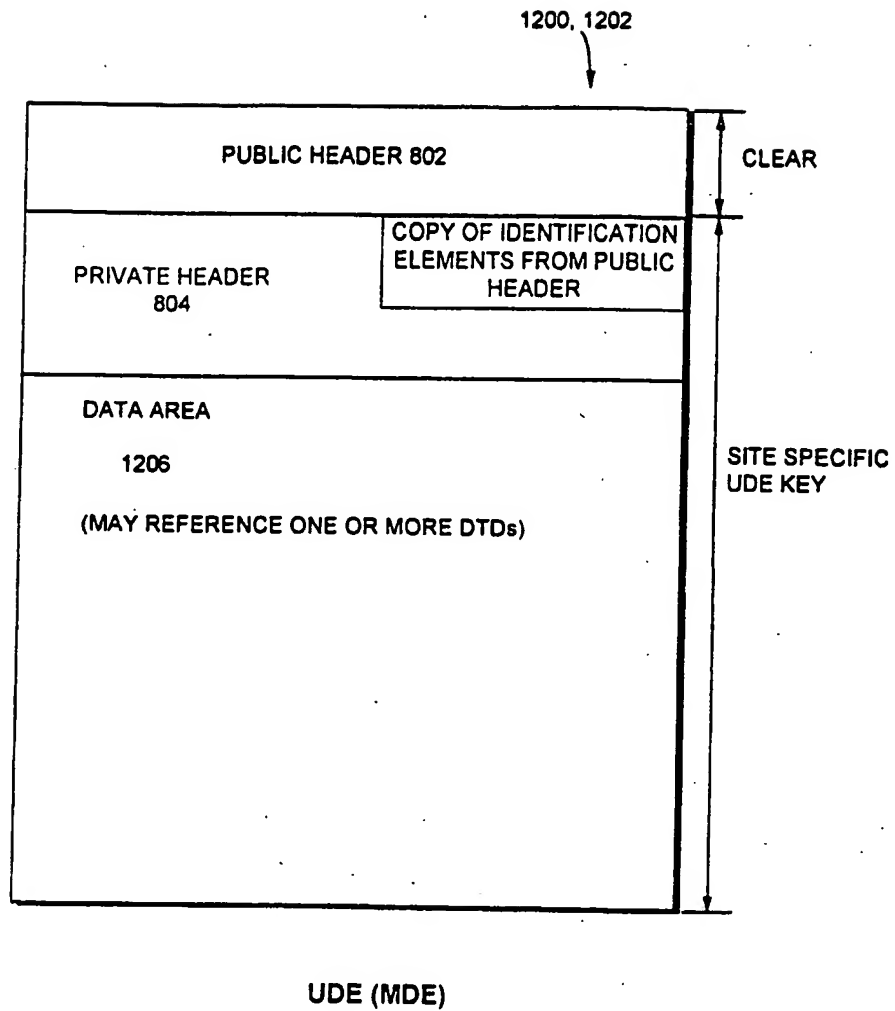 1200, 1202
PUBLIC HEADER 802
CLEAR
COPY OF IDENTIFICATION
ELEMENTS FROM PUBLIC
HEADER
PRIVATE HEADER
804
DATA AREA
1206
(MAY REFERENCE ONE OR MORE DTDs)
SITE SPECIFIC
UDE KEY
UDE (MDE)